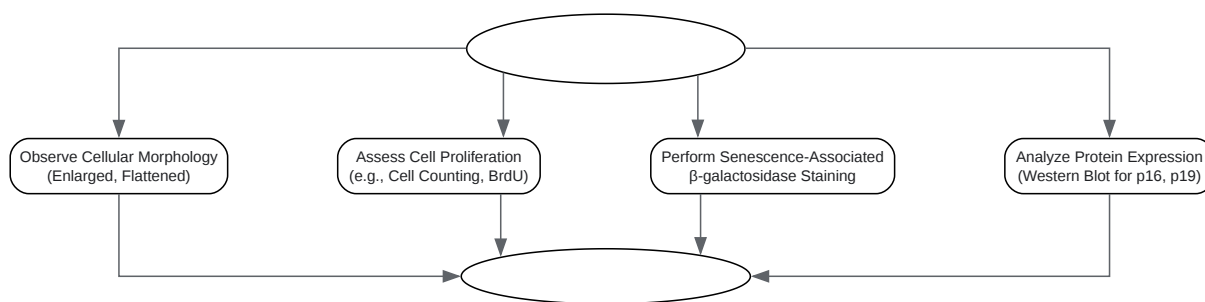 Observe Cellular Morphology
(Enlarged, Flattened)
Assess Cell Proliferation
(e.g., Cell Counting, BrdU)
Perform Senescence-Associated
β-galactosidase Staining
Analyze Protein Expression
(Western Blot for p16, p19)